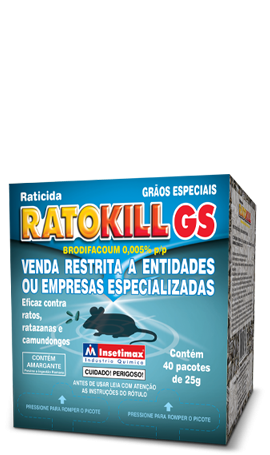 Raticida
GRÃOS ESPECIAIS
RATOKILL GS
BRODIFACOUM 0,005% p/p
VENDA RESTRITA A ENTIDADES
OU EMPRESAS ESPECIALIZADAS
Eficaz contra
ratos,
ratazanas e
camundongos
CONTÉM
AMARGANTE
M Insetimax
Indústria Química
CUIDADO! PERIGOSO!
ANTES DE USAR LEIA COM ATENÇÃO
AS INSTRUÇÕES DO RÓTULO
Contém
40 pacotes
de 25g
PRESSIONE PARA ROMPER O PICOTE
PRESSIONE PARA ROMPER O PICOTE